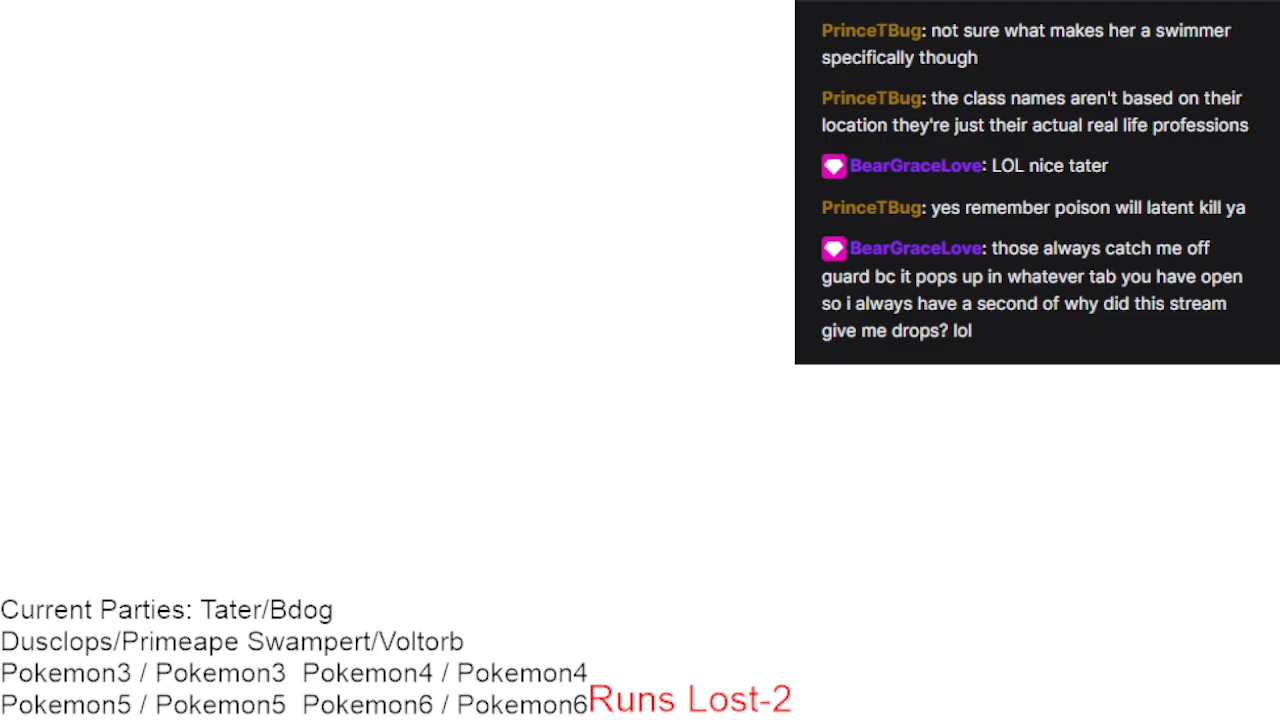 PrinceTBug: not sure what makes her a swimmer
specifically though
PrinceTBug: the class names aren't based on their
location they're just their actual real life professions
BearGraceLove: LOL nice tater
PrinceTBug: yes remember poison will latent kill ya
BearGraceLove: those always catch me off
guard bc it pops up in whatever tab you have open
so i always have a second of why did this stream
give me drops? lol
Current Parties: Tater/Bdog
Dusclops/Primeape Swampert/Voltorb
Pokemon3 / Pokemon3  Pokemon4 / Pokemon4
Pokemon5 / Pokemon5  Pokemon6 / Pokemon6
Runs Lost-2